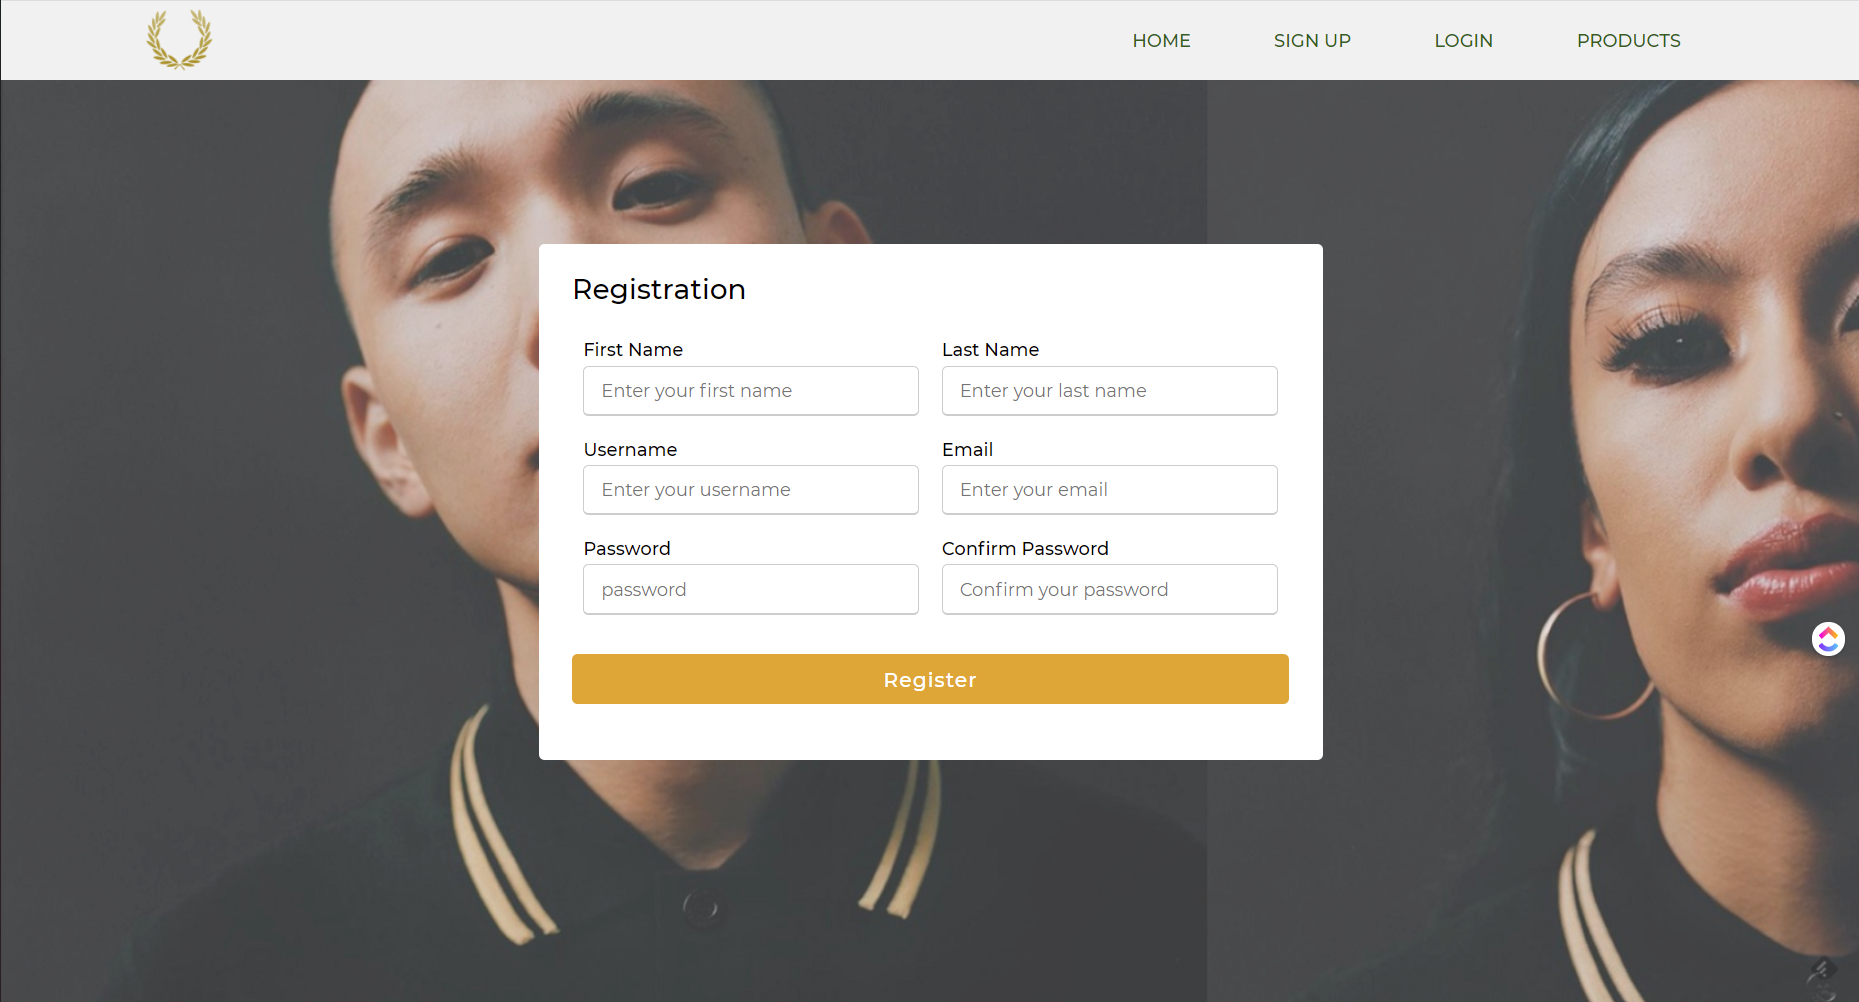 HOME SIGN UP LOGIN PRODUCTS
Registration
First Name Last Name
Enter your first name Enter your last name
Username Email
Enter your username Enter your email
Password Confirm Password
password Confirm your password
Register